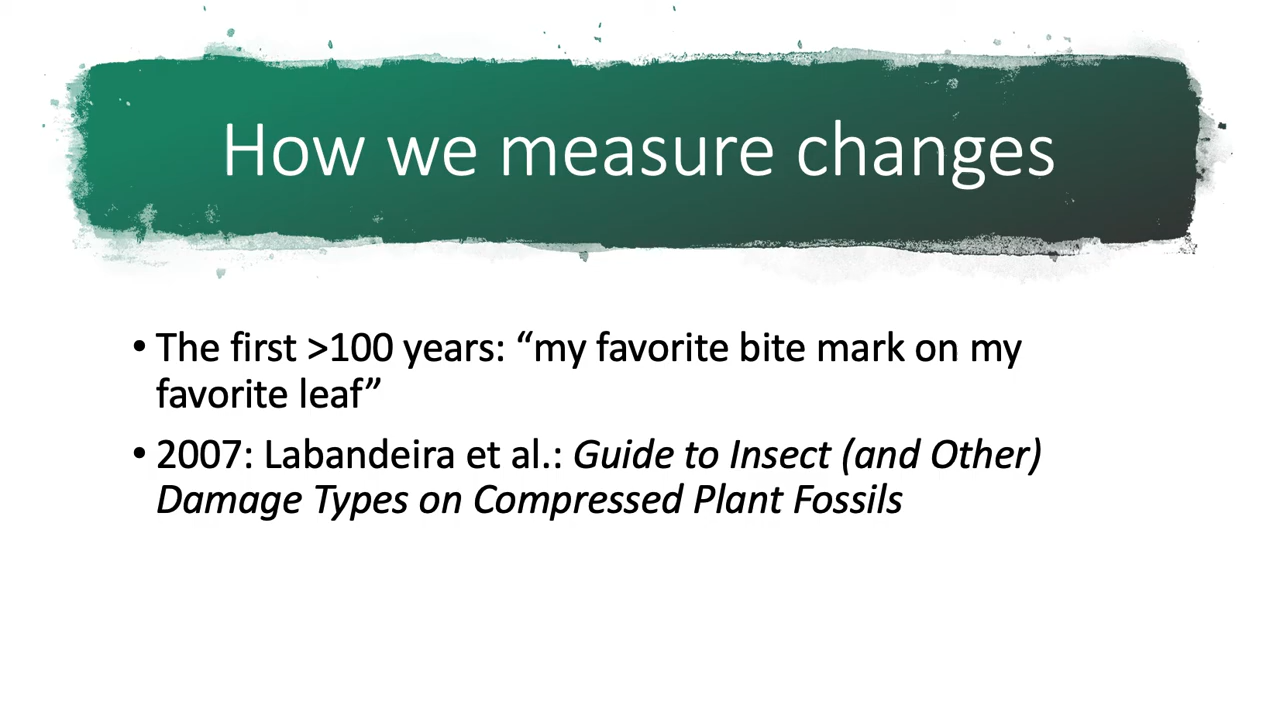 How we measure changes
• The first >100 years: “my favorite bite mark on my
favorite leaf”
• 2007: Labandeira et al.: Guide to Insect (and Other)
Damage Types on Compressed Plant Fossils